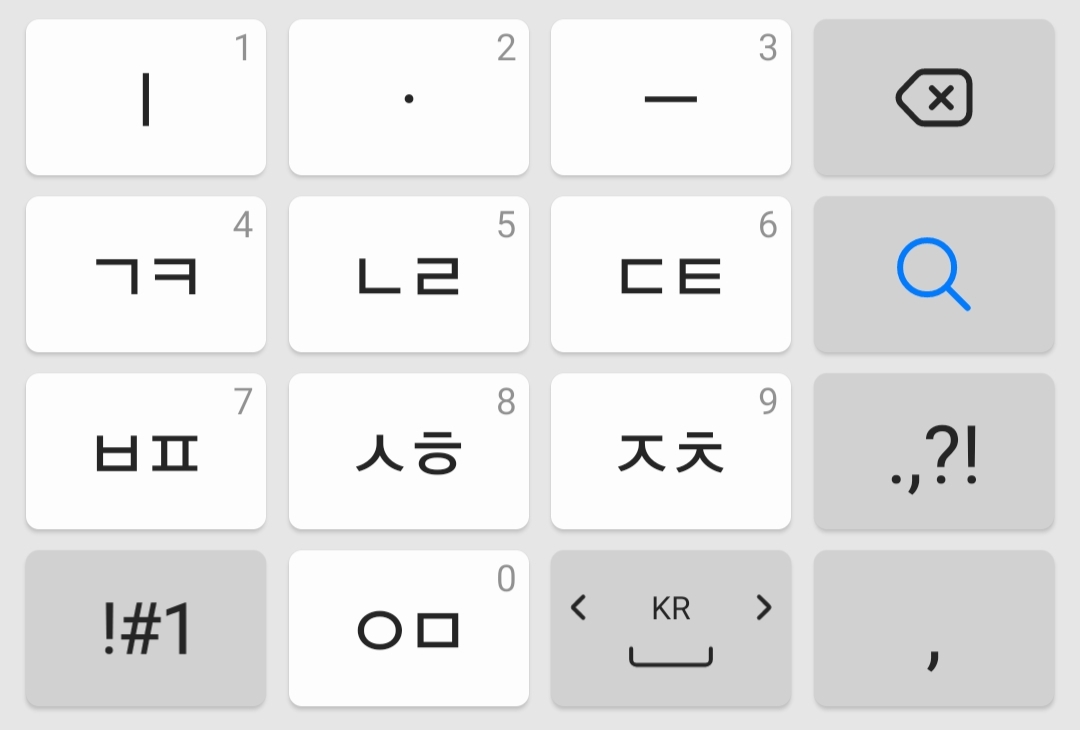 ㅣ 1 · 2 ㅡ 3
ㄱㅋ 4 ㄴㄹ 5 ㄷㅌ 6
ㅂㅍ 7 ㅅㅎ 8 ㅈㅊ 9 .,?!
!#1 ㅇㅁ 0 < KR > ,